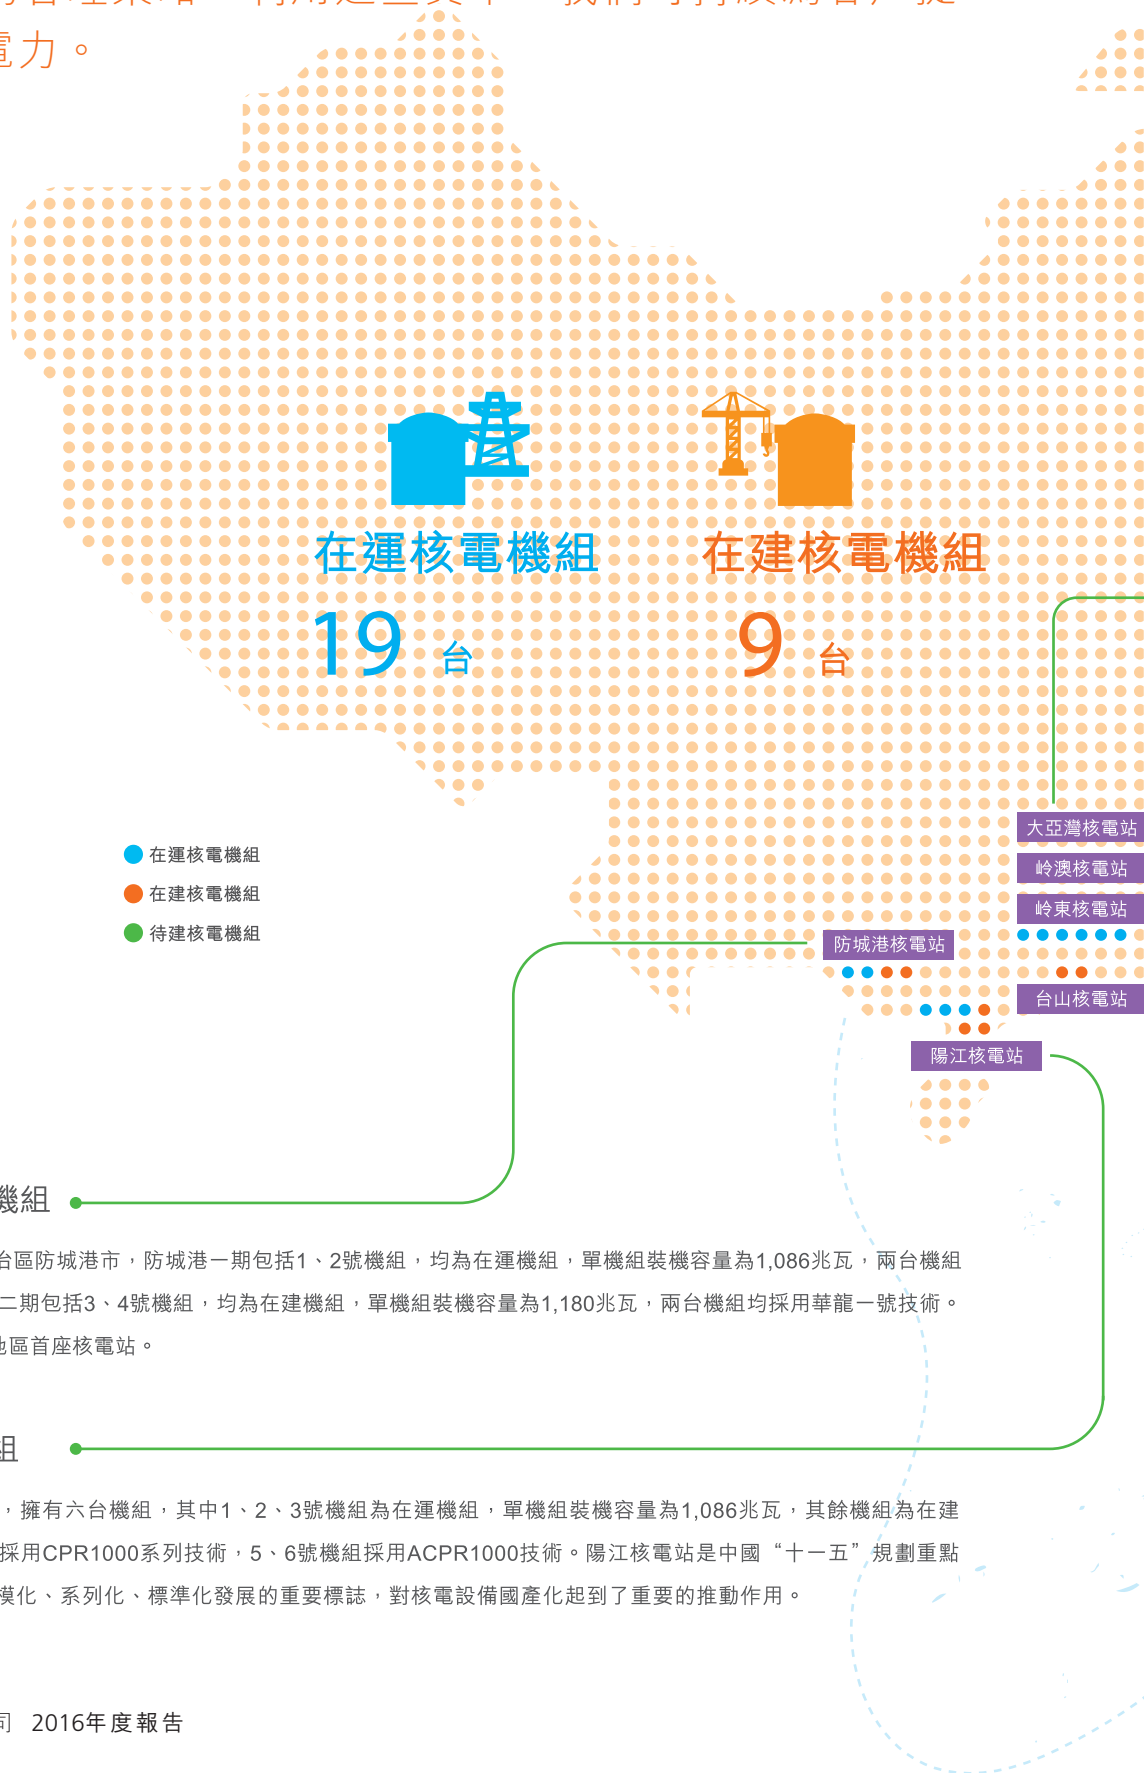 電力。
在運核電機組
在建核電機組
19 台
9 台
大亞灣核電站
在運核電機組
岭澳核電站
在建核電機組
岭東核電站
待建核電機組
防城港核電站
台山核電站
陽江核電站
機組
治區防城港市，防城港一期包括1、2號機組，均為在運機組，單機組裝機容量為1,086兆瓦，兩台機組
二期包括3、4號機組，均為在建機組，單機組裝機容量為1,180兆瓦，兩台機組均採用華龍一號技術。
地區首座核電站。
組
，擁有六台機組，其中1、2、3號機組為在運機組，單機組裝機容量為1,086兆瓦，其餘機組為在建
採用CPR1000系列技術，5、6號機組採用ACPR1000技術。陽江核電站是中國“十一五”規劃重點
模化、系列化、標準化發展的重要標誌，對核電設備國產化起到了重要的推動作用。
司 2016年度報告